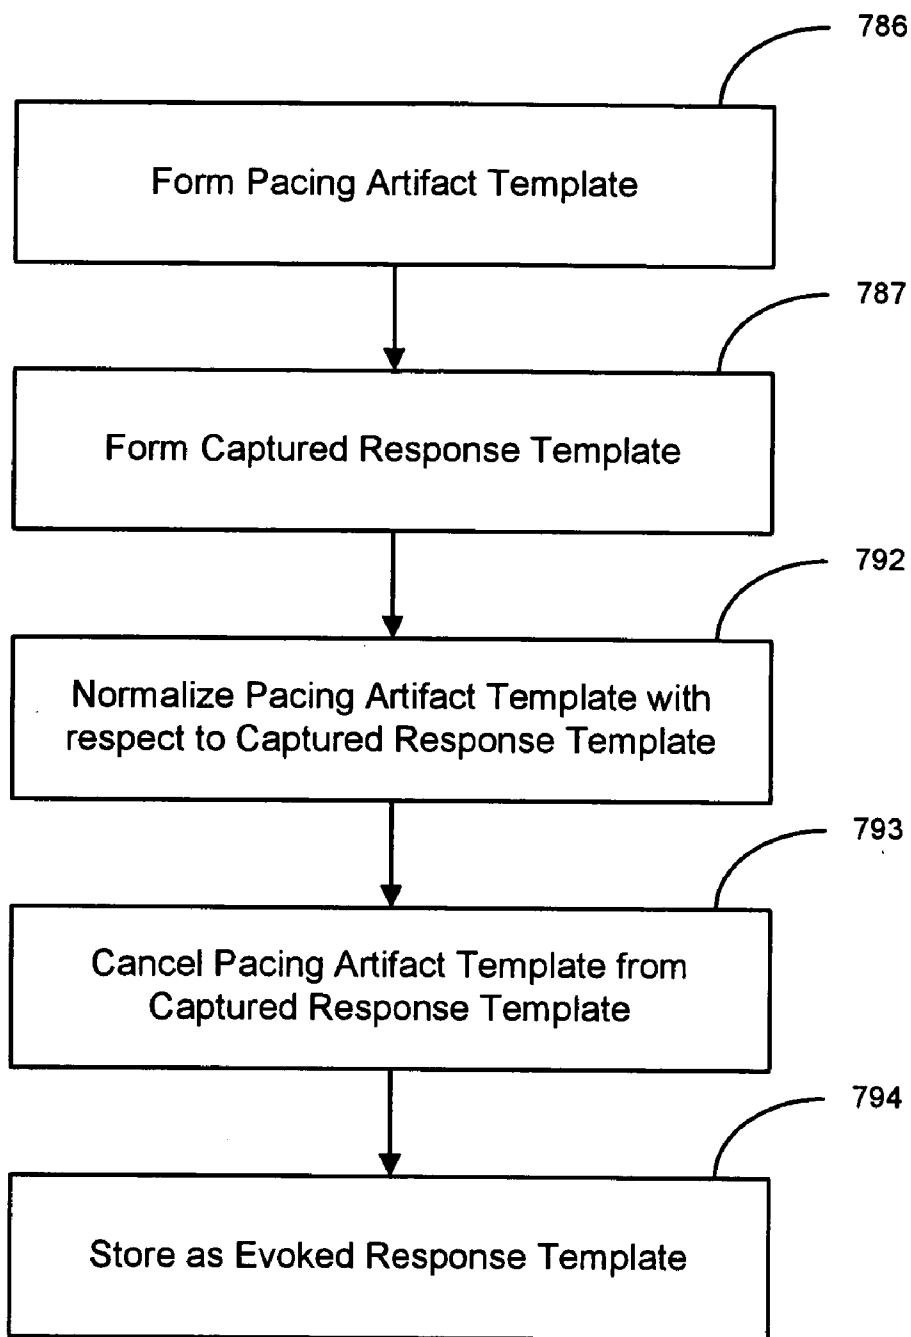 786
Form Pacing Artifact Template
787
Form Captured Response Template
792
Normalize Pacing Artifact Template with
respect to Captured Response Template
793
Cancel Pacing Artifact Template from
Captured Response Template
794
Store as Evoked Response Template